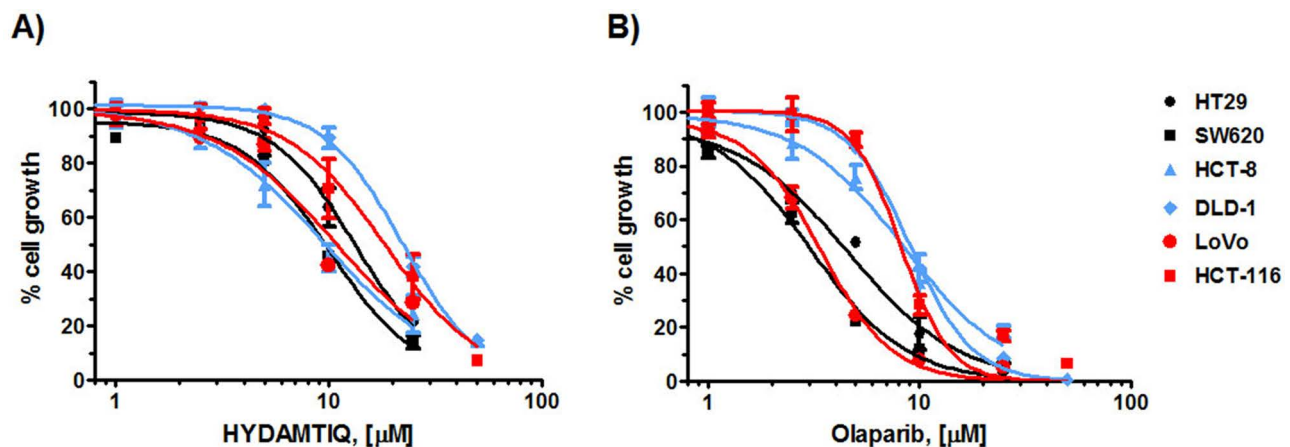 A)
% cell growth
100
80
60
40
20
0
1
10
100
HYDAMTIQ, [µM]
B)
% cell growth
100
80
60
40
20
0
1
10
100
Olaparib, [µM]
HT29
SW620
HCT-8
DLD-1
LoVo
HCT-116